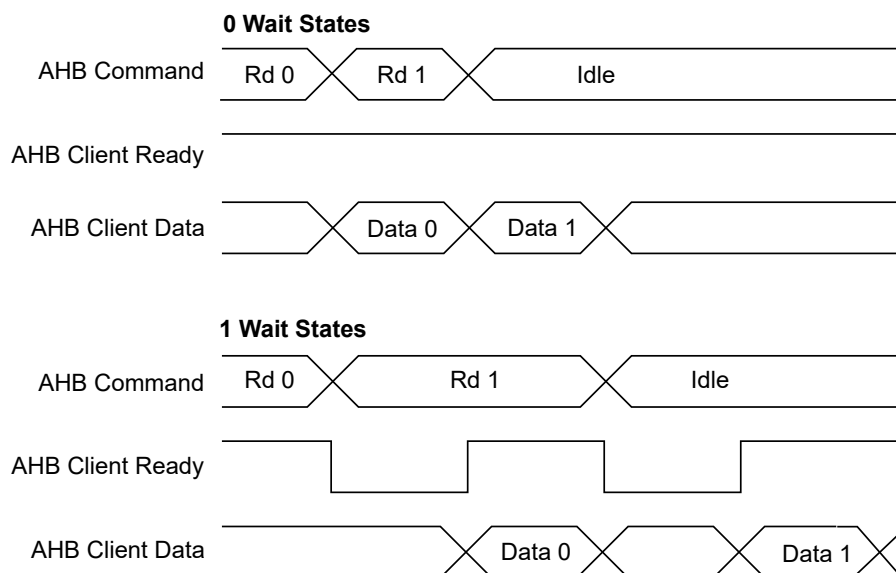 0 Wait States
AHB Command Rd 0 Rd 1 Idle
AHB Client Ready
AHB Client Data Data 0 Data 1
1 Wait States
AHB Command Rd 0 Rd 1 Idle
AHB Client Ready
AHB Client Data Data 0 Data 1